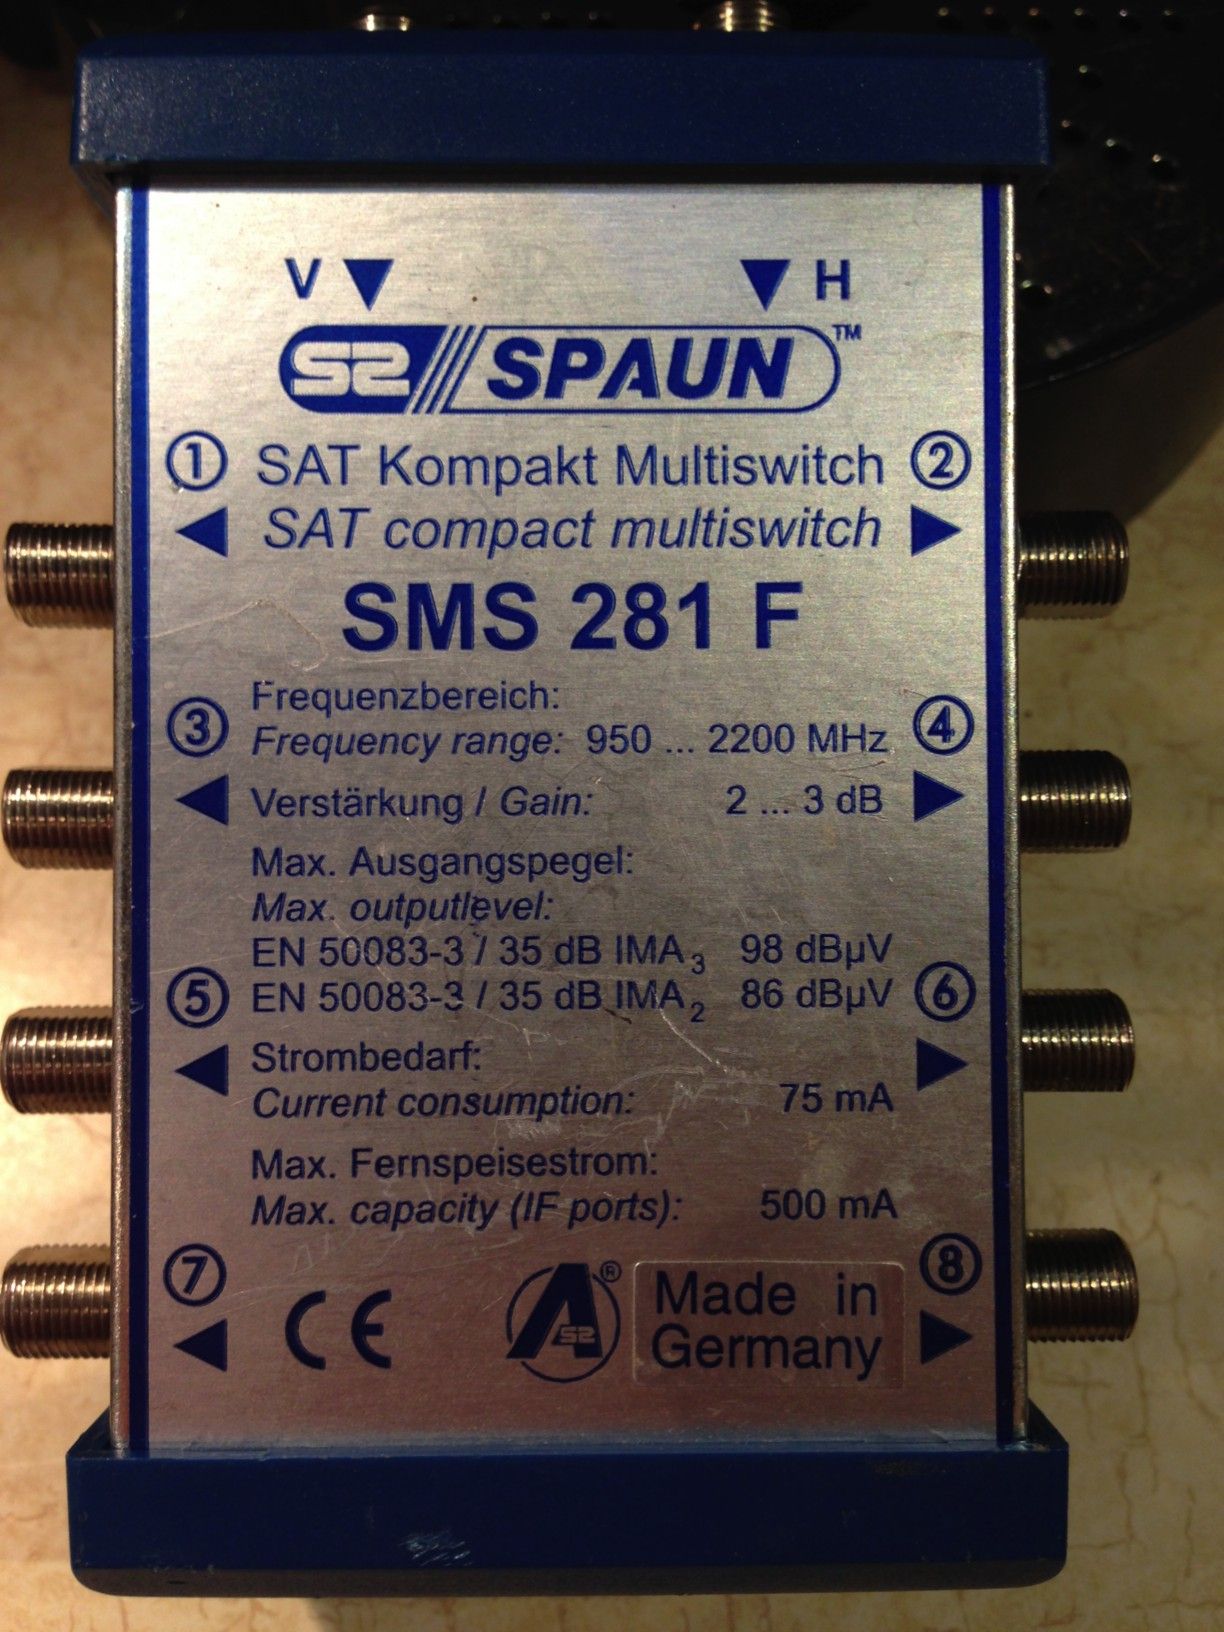 V H
SPAUN™
1 SAT Kompakt Multiswitch 2
SAT compact multiswitch
SMS 281 F
Frequenzbereich:
3 Frequency range: 950 ... 2200 MHz 4
Verstärkung / Gain: 2 ... 3 dB
Max. Ausgangspegel:
Max. outputlevel:
EN 50083-3 / 35 dB IMA₃ 98 dBµV
5 EN 50083-3 / 35 dB IMA₂ 86 dBµV 6
Strombedarf:
Current consumption: 75 mA
Max. Fernspeisestrom:
Max. capacity (IF ports): 500 mA
7 CE A® Made in 8
Germany